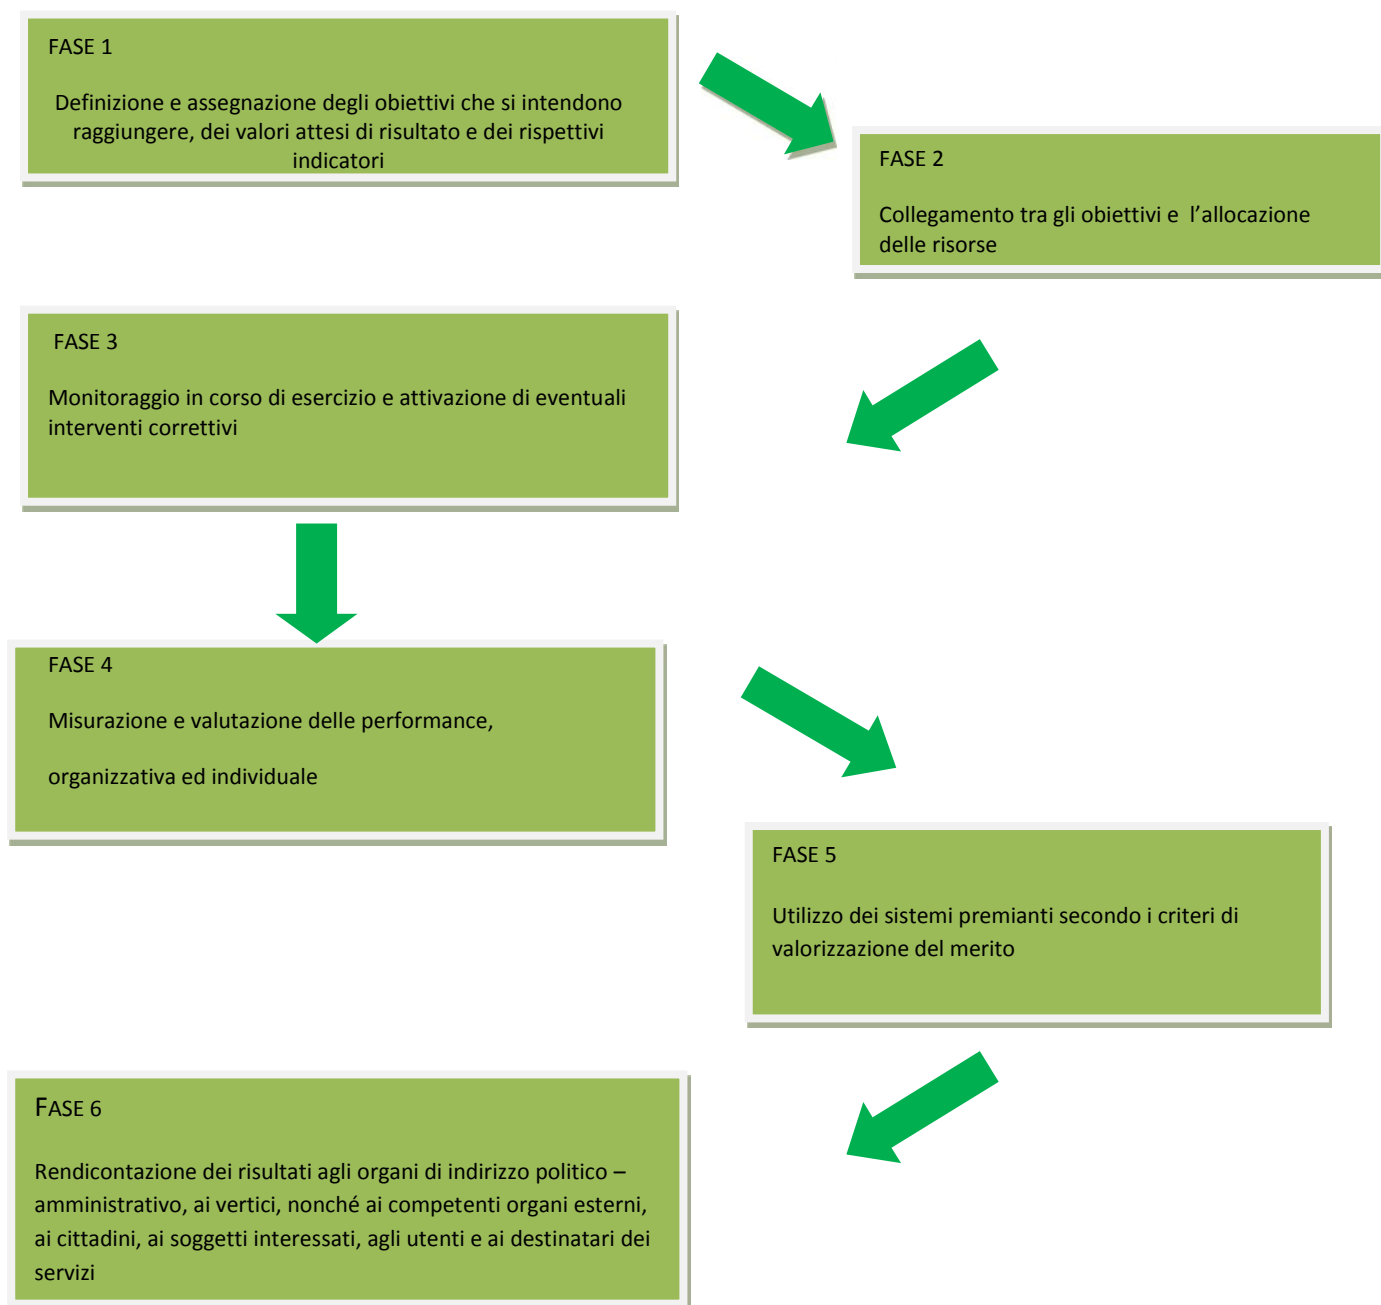 FASE 1
Definizione e assegnazione degli obiettivi che si intendono
raggiungere, dei valori attesi di risultato e dei rispettivi
indicatori
FASE 2
Collegamento tra gli obiettivi e l’allocazione
delle risorse
FASE 3
Monitoraggio in corso di esercizio e attivazione di eventuali
interventi correttivi
FASE 4
Misurazione e valutazione delle performance,
organizzativa ed individuale
FASE 5
Utilizzo dei sistemi premianti secondo i criteri di
valorizzazione del merito
FASE 6
Rendicontazione dei risultati agli organi di indirizzo politico –
amministrativo, ai vertici, nonché ai competenti organi esterni,
ai cittadini, ai soggetti interessati, agli utenti e ai destinatari dei
servizi